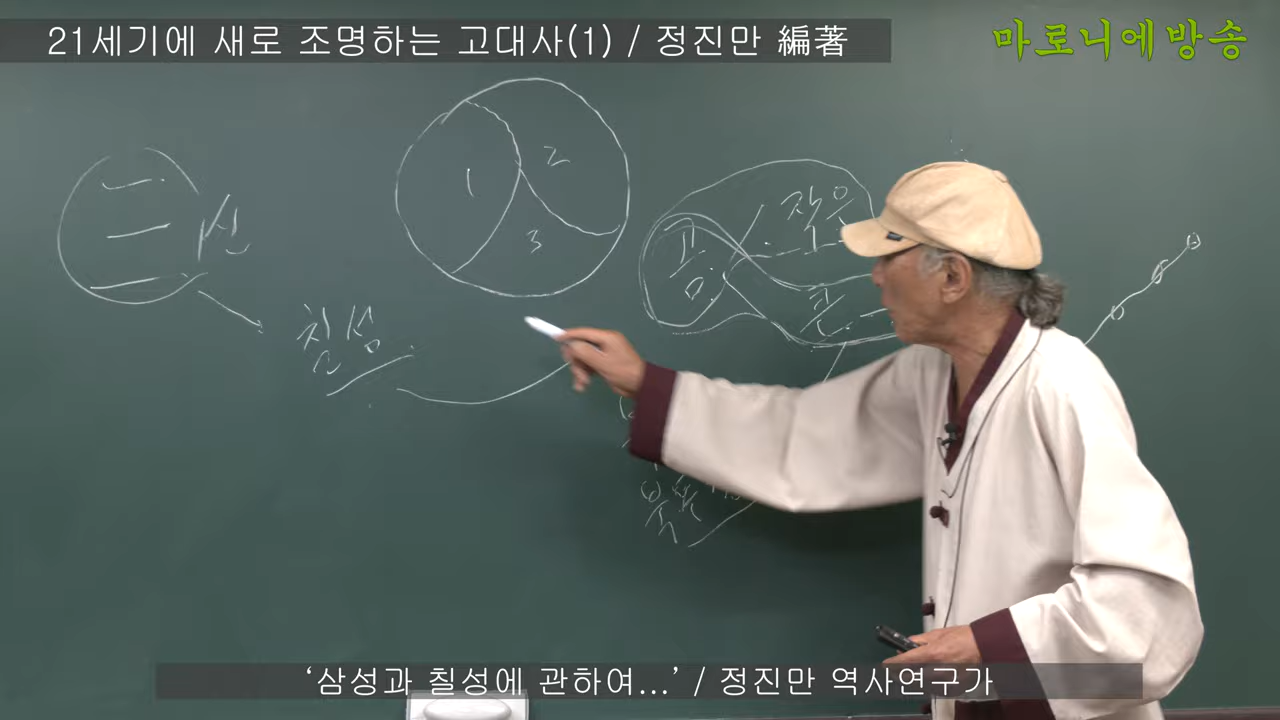 21세기에 새로 조명하는 고대사(1) / 정진만 編著
마로니에방송
1
2
3
三신
칠성
곰
작은
큰
‘삼성과 칠성에 관하여...’ / 정진만 역사연구가